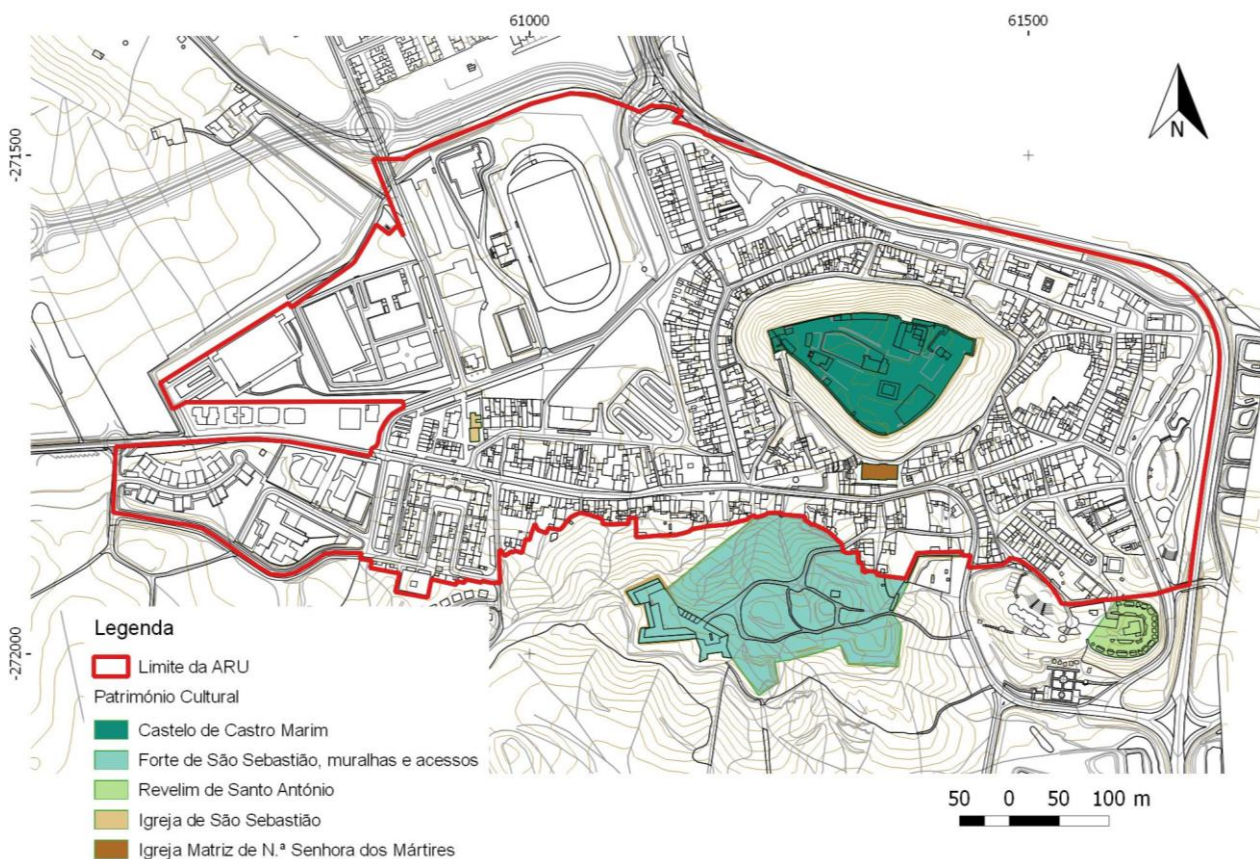 61000
61500
N
-271500
-272000
Legenda
Limite da ARU
Património Cultural
Castelo de Castro Marim
Forte de São Sebastião, muralhas e acessos
Revelim de Santo António
Igreja de São Sebastião
Igreja Matriz de N.ª Senhora dos Mártires
50 0 50 100 m